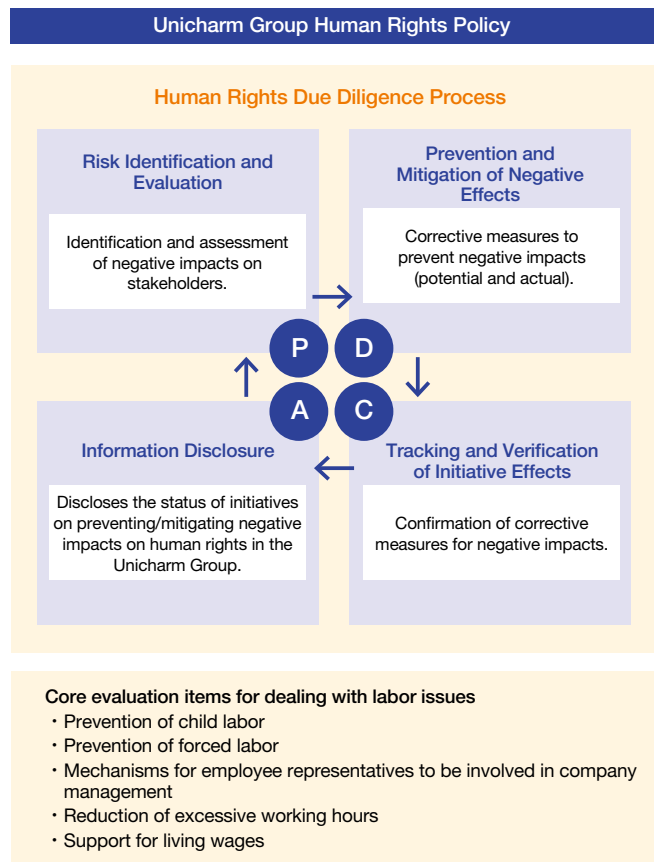 Unicharm Group Human Rights Policy
Human Rights Due Diligence Process
Risk Identification and
Evaluation
Identification and assessment
of negative impacts on
stakeholders.
Prevention and
Mitigation of Negative
Effects
Corrective measures to
prevent negative impacts
(potential and actual).
P
D
A
C
Information Disclosure
Discloses the status of initiatives
on preventing/mitigating negative
impacts on human rights in the
Unicharm Group.
Tracking and Verification
of Initiative Effects
Confirmation of corrective
measures for negative impacts.
Core evaluation items for dealing with labor issues
・Prevention of child labor
・Prevention of forced labor
・Mechanisms for employee representatives to be involved in company
management
・Reduction of excessive working hours
・Support for living wages